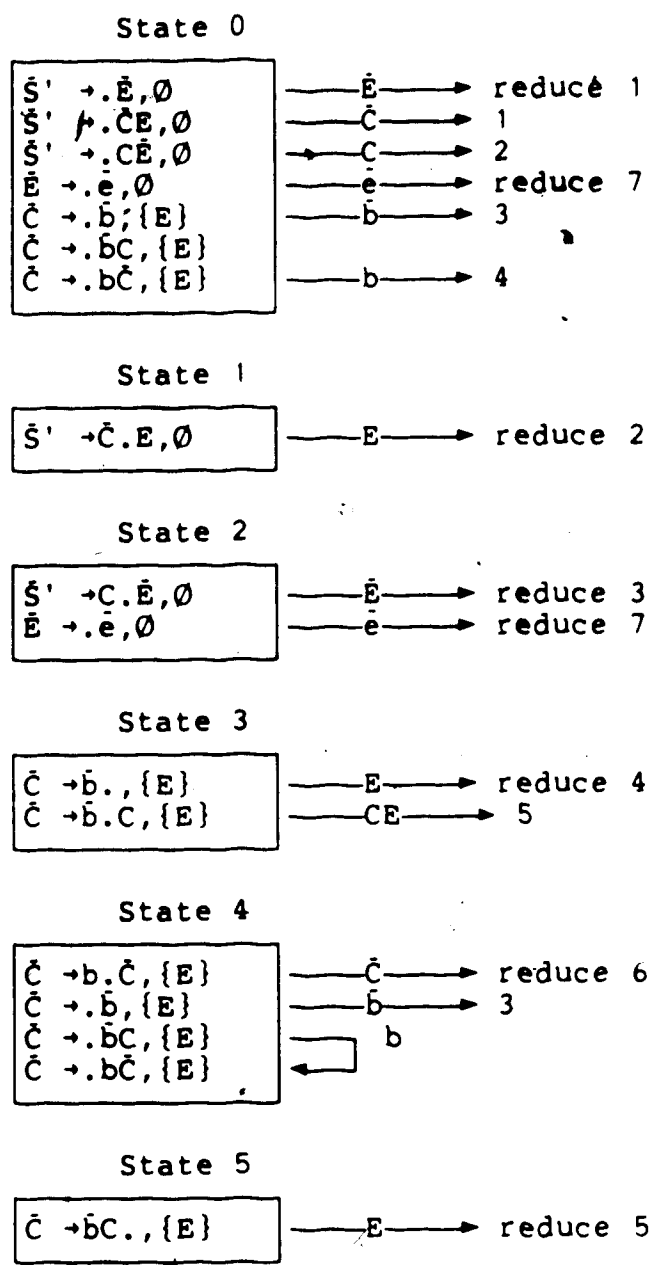 State 0
S̄' →.Ē,Ø Ē reduce 1
S̄' →.C̄E,Ø C̄ 1
S̄' →.CĒ,Ø C 2
Ē →.ē,Ø ē reduce 7
C̄ →.b̄,{E} b̄ 3
C̄ →.b̄C,{E}
C̄ →.bC̄,{E} b 4
State 1
S̄' →C̄.E,Ø E reduce 2
State 2
S̄' →C.Ē,Ø Ē reduce 3
Ē →.ē,Ø ē reduce 7
State 3
C̄ →b̄.,{E} E reduce 4
C̄ →b̄.C,{E} CE 5
State 4
C̄ →b.C̄,{E} C̄ reduce 6
C̄ →.b̄,{E} b̄ 3
C̄ →.b̄C,{E} b
C̄ →.bC̄,{E}
State 5
C̄ →b̄C.,{E} E reduce 5